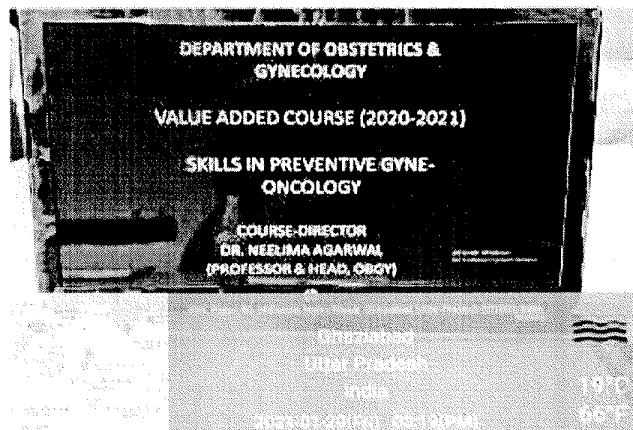 DEPARTMENT OF OBSTETRICS &
GYNECOLOGY
VALUE ADDED COURSE (2020-2021)
SKILLS IN PREVENTIVE GYNE-
ONCOLOGY
COURSE-DIRECTOR
DR. NEELIMA AGARWAL
(PROFESSOR & HEAD, OBGY)
Ghaziabad
Uttar Pradesh
India
19°C
66°F